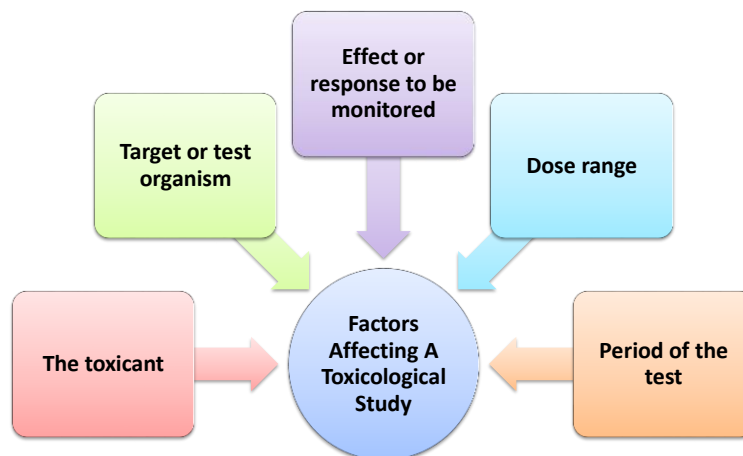 Effect or
response to be
monitored
Target or test
organism
Dose range
The toxicant
Factors
Affecting A
Toxicological
Study
Period of the
test